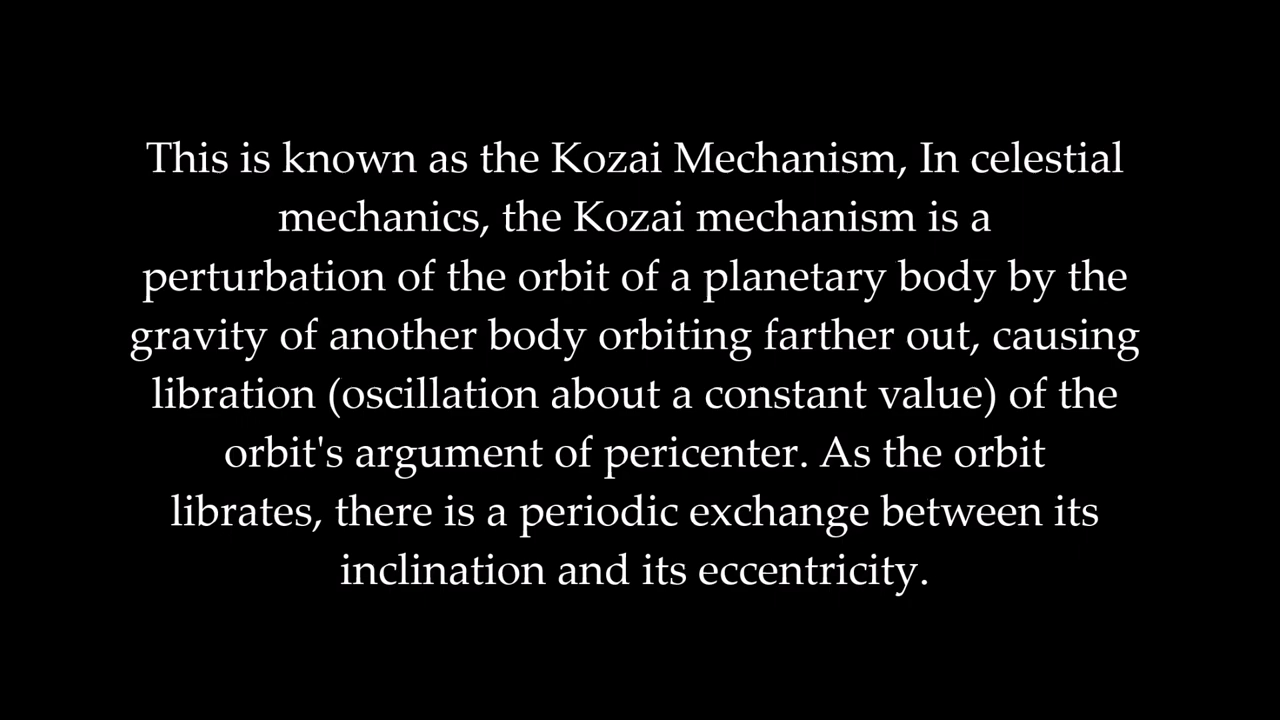 This is known as the Kozai Mechanism, In celestial
mechanics, the Kozai mechanism is a
perturbation of the orbit of a planetary body by the
gravity of another body orbiting farther out, causing
libration (oscillation about a constant value) of the
orbit's argument of pericenter. As the orbit
librates, there is a periodic exchange between its
inclination and its eccentricity.